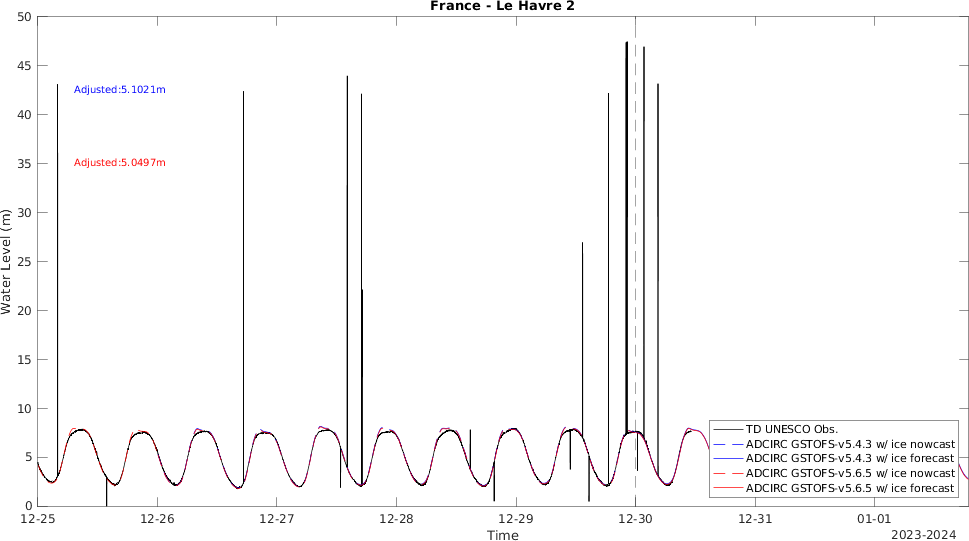 France - Le Havre 2
50
45
40
35
30
25
20
15
10
5
0
Water Level (m)
Adjusted:5.1021m
Adjusted:5.0497m
TD UNESCO Obs.
ADCIRC GSTOFS-v5.4.3 w/ ice nowcast
ADCIRC GSTOFS-v5.4.3 w/ ice forecast
ADCIRC GSTOFS-v5.6.5 w/ ice nowcast
ADCIRC GSTOFS-v5.6.5 w/ ice forecast
12-25 12-26 12-27 12-28 12-29 12-30 12-31 01-01
Time
2023-2024